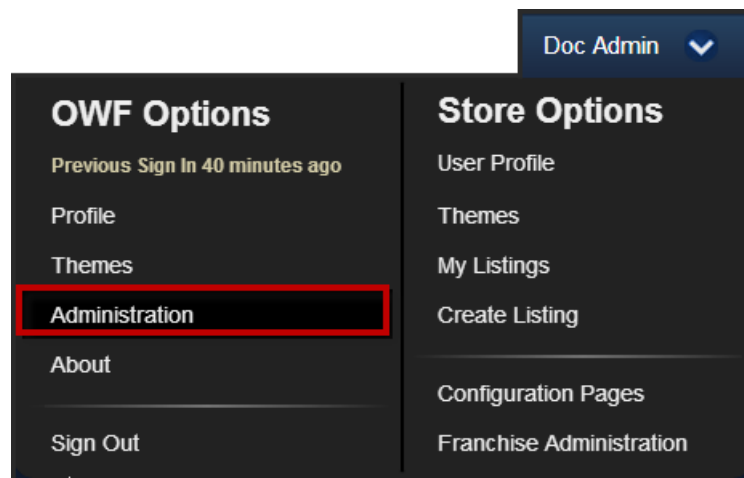 Doc Admin
OWF Options
Previous Sign In 40 minutes ago
Profile
Themes
Administration
About
Sign Out
Store Options
User Profile
Themes
My Listings
Create Listing
Configuration Pages
Franchise Administration